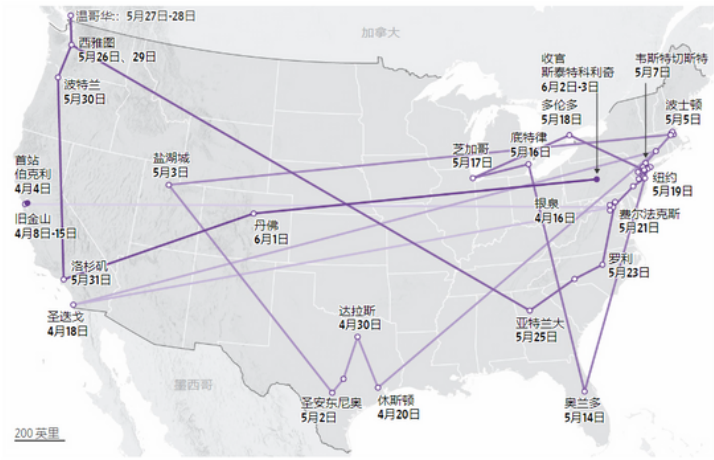 温哥华：5月27日-28日
加拿大
西雅图
5月26日、29日
波特兰
5月30日
收官
斯泰特科利奇
6月2日-3日
韦斯特切斯特
5月7日
多伦多
5月18日
波士顿
5月5日
底特律
5月16日
芝加哥
5月17日
盐湖城
5月3日
首站
伯克利
4月4日
旧金山
4月8日-15日
纽约
5月19日
银泉
4月16日
费尔法克斯
5月21日
丹佛
6月1日
罗利
5月23日
洛杉矶
5月31日
圣迭戈
4月18日
达拉斯
4月30日
亚特兰大
5月25日
墨西哥
圣安东尼奥
5月2日
休斯顿
4月20日
奥兰多
5月14日
200 英里